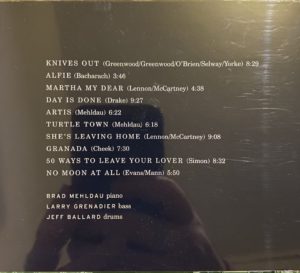 KNIVES OUT (Greenwood/Greenwood/O'Brien/Selway/Yorke) 8:29
ALFIE (Bacharach) 3:46
MARTHA MY DEAR (Lennon/McCartney) 4:38
DAY IS DONE (Drake) 9:27
ARTIS (Mehldau) 6:22
TURTLE TOWN (Mehldau) 6:18
SHE'S LEAVING HOME (Lennon/McCartney) 9:08
GRANADA (Cheek) 7:30
50 WAYS TO LEAVE YOUR LOVER (Simon) 8:32
NO MOON AT ALL (Evans/Mann) 5:50
BRAD MEHLDAU piano
LARRY GRENADIER bass
JEFF BALLARD drums